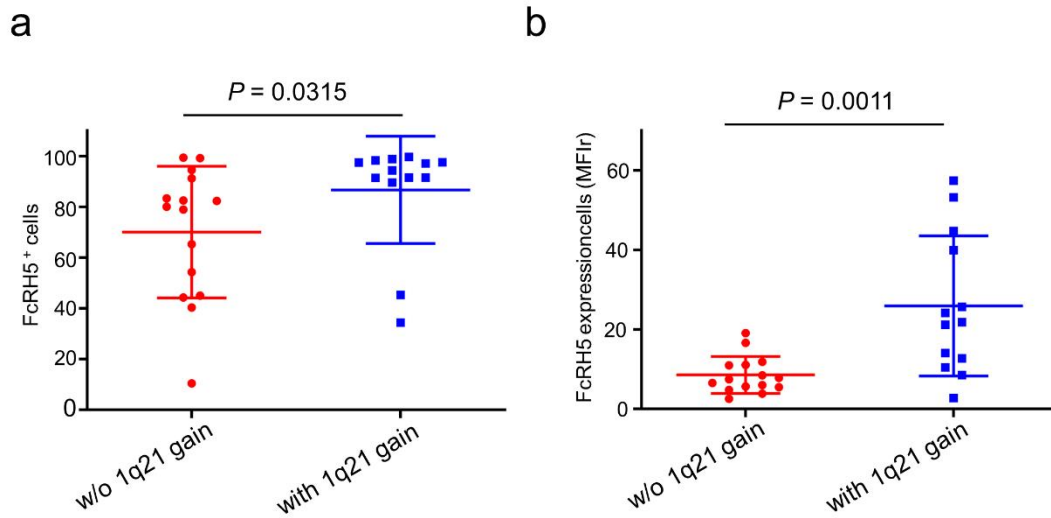 a
P = 0.0315
FcRH5⁺ cells
100
80
60
40
20
0
w/o 1q21 gain
with 1q21 gain
b
P = 0.0011
FcRH5 expressioncells (MFIr)
60
40
20
0
w/o 1q21 gain
with 1q21 gain